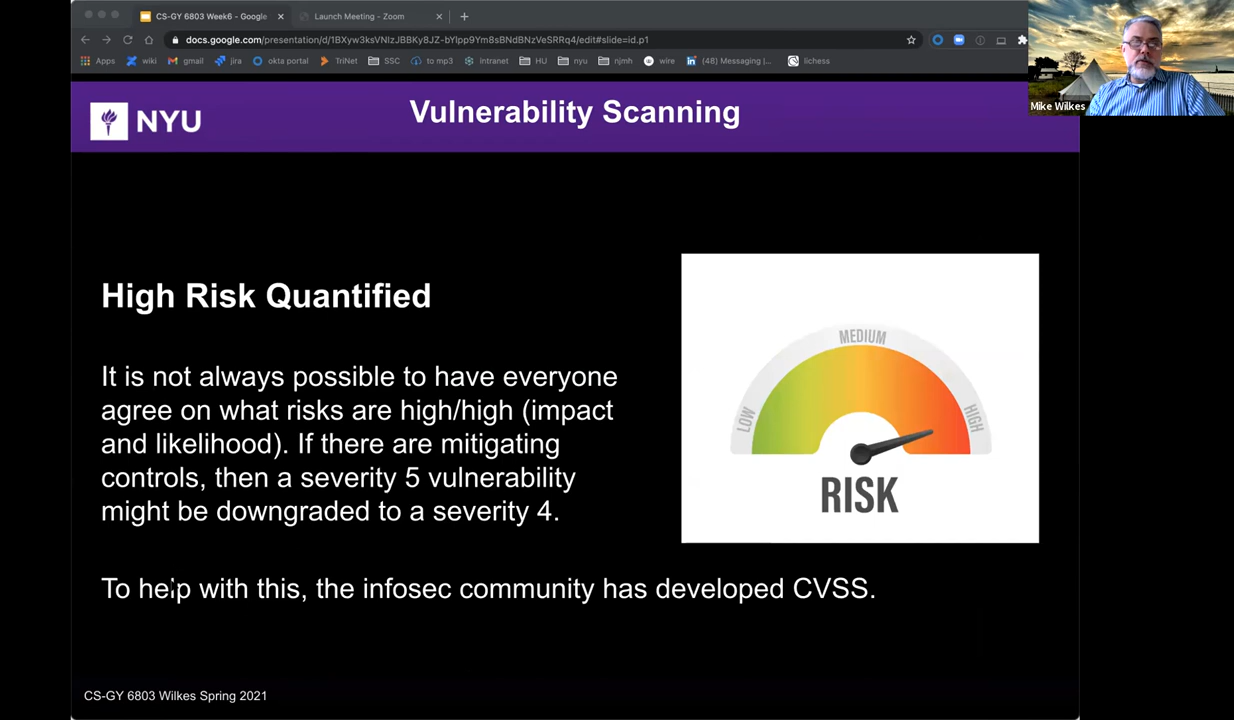 CS-GY 6803 Week6 - Google
Launch Meeting - Zoom
docs.google.com/presentation/d/1BXyw3ksVNIzJBBKy8JZ-bYlpp9Ym8sBNdBNzVeSRRq4/edit#slide=id.p1
Apps wiki gmail jira okta portal TriNet SSC to mp3 Intranet HU nyu njmh wire (48) Messaging |... lichess
Mike Wilkes
NYU
Vulnerability Scanning
High Risk Quantified
It is not always possible to have everyone
agree on what risks are high/high (impact
and likelihood). If there are mitigating
controls, then a severity 5 vulnerability
might be downgraded to a severity 4.
LOW
MEDIUM
HIGH
RISK
To help with this, the infosec community has developed CVSS.
CS-GY 6803 Wilkes Spring 2021